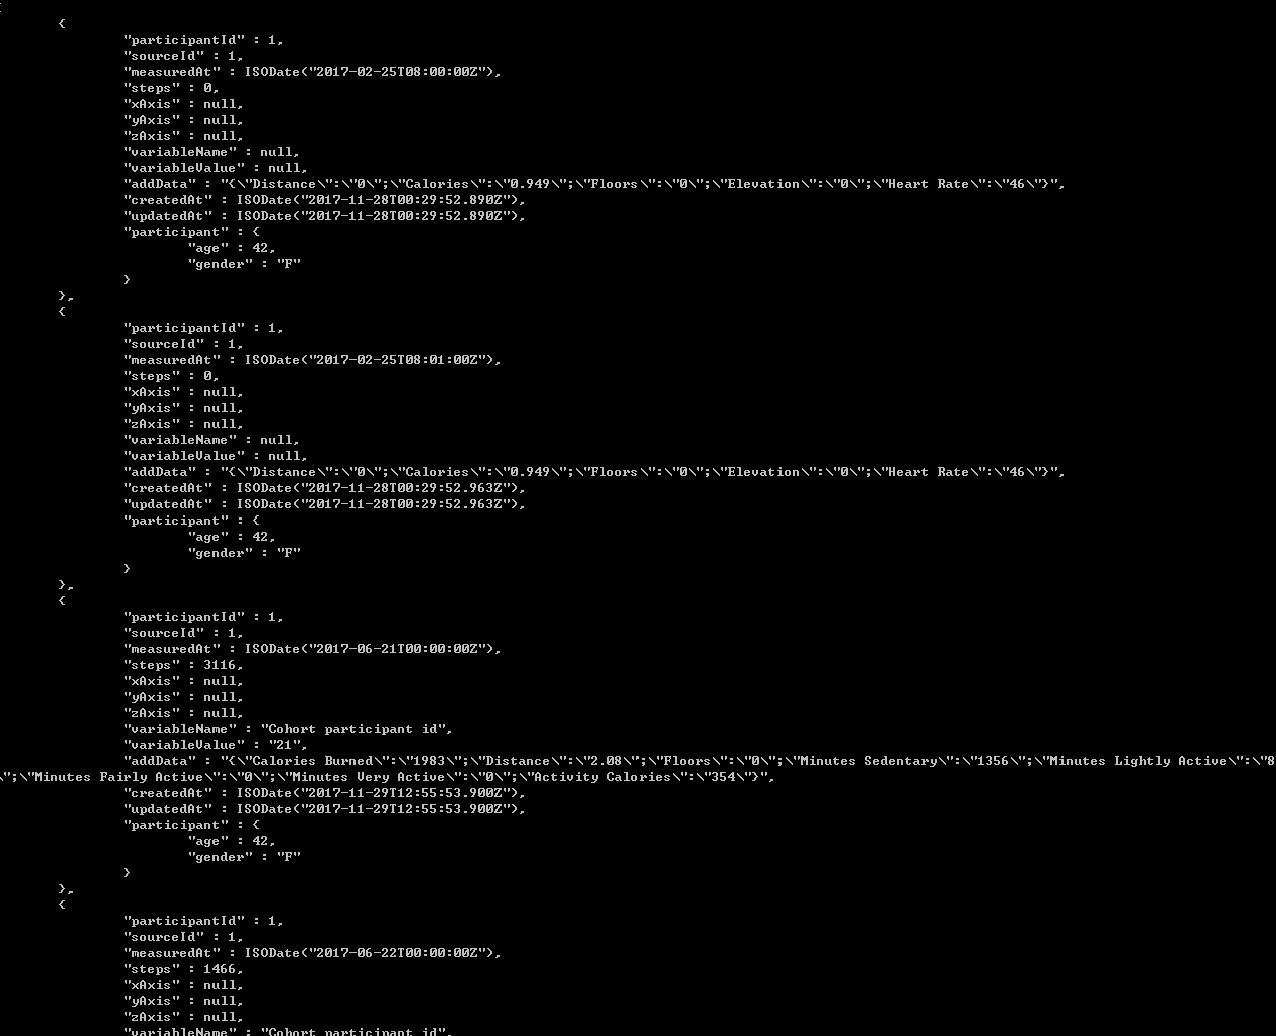 [
{
"participantId" : 1,
"sourceId" : 1,
"measuredAt" : ISODate("2017-02-25T08:00:00Z"),
"steps" : 0,
"xAxis" : null,
"yAxis" : null,
"zAxis" : null,
"variableName" : null,
"variableValue" : null,
"addData" : "{\"Distance\":\"0\";\"Calories\":\"0.949\";\"Floors\":\"0\";\"Elevation\":\"0\";\"Heart Rate\":\"46\"}",
"createdAt" : ISODate("2017-11-28T00:29:52.890Z"),
"updatedAt" : ISODate("2017-11-28T00:29:52.890Z"),
"participant" : {
"age" : 42,
"gender" : "F"
}
},
{
"participantId" : 1,
"sourceId" : 1,
"measuredAt" : ISODate("2017-02-25T08:01:00Z"),
"steps" : 0,
"xAxis" : null,
"yAxis" : null,
"zAxis" : null,
"variableName" : null,
"variableValue" : null,
"addData" : "{\"Distance\":\"0\";\"Calories\":\"0.949\";\"Floors\":\"0\";\"Elevation\":\"0\";\"Heart Rate\":\"46\"}",
"createdAt" : ISODate("2017-11-28T00:29:52.963Z"),
"updatedAt" : ISODate("2017-11-28T00:29:52.963Z"),
"participant" : {
"age" : 42,
"gender" : "F"
}
},
{
"participantId" : 1,
"sourceId" : 1,
"measuredAt" : ISODate("2017-06-21T00:00:00Z"),
"steps" : 3116,
"xAxis" : null,
"yAxis" : null,
"zAxis" : null,
"variableName" : "Cohort participant id",
"variableValue" : "21",
"addData" : "{\"Calories Burned\":\"1983\";\"Distance\":\"2.08\";\"Floors\":\"0\";\"Minutes Sedentary\":\"1356\";\"Minutes Lightly Active\":\"8
\";\"Minutes Fairly Active\":\"0\";\"Minutes Very Active\":\"0\";\"Activity Calories\":\"354\"}",
"createdAt" : ISODate("2017-11-29T12:55:53.900Z"),
"updatedAt" : ISODate("2017-11-29T12:55:53.900Z"),
"participant" : {
"age" : 42,
"gender" : "F"
}
},
{
"participantId" : 1,
"sourceId" : 1,
"measuredAt" : ISODate("2017-06-22T00:00:00Z"),
"steps" : 1466,
"xAxis" : null,
"yAxis" : null,
"zAxis" : null,
"variableName" : "Cohort participant id",